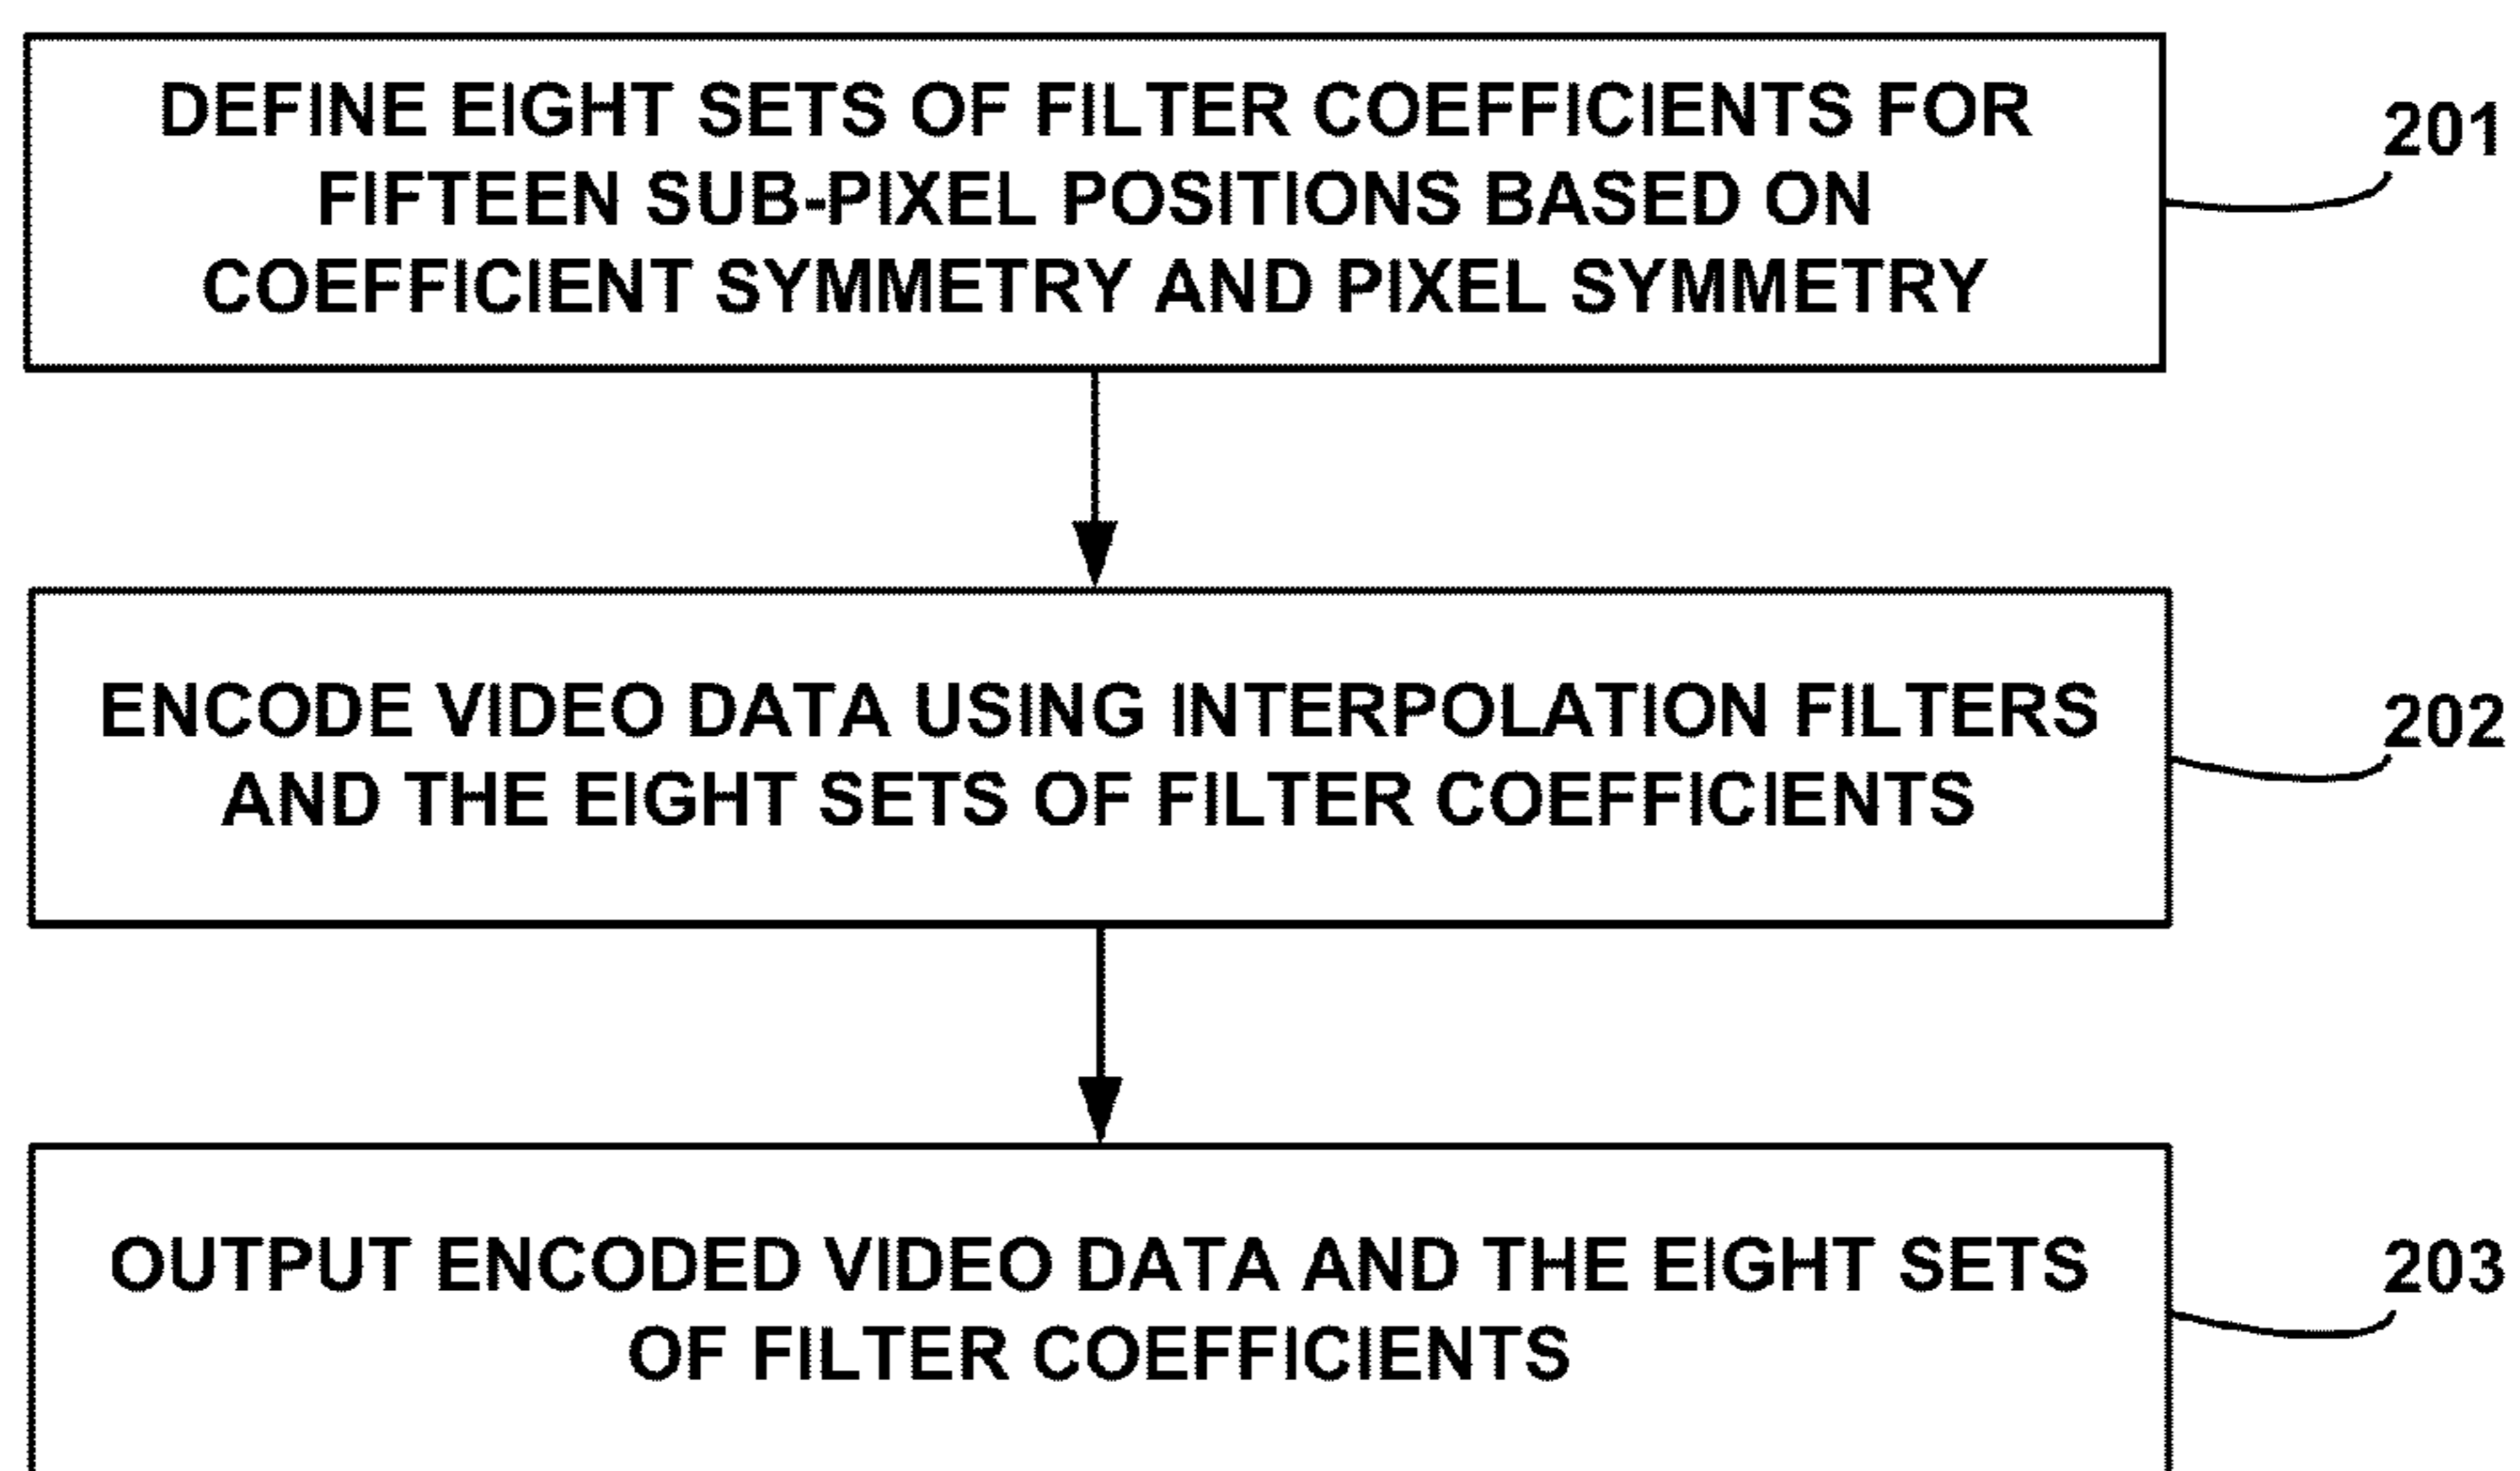 DEFINE EIGHT SETS OF FILTER COEFFICIENTS FOR
FIFTEEN SUB-PIXEL POSITIONS BASED ON
COEFFICIENT SYMMETRY AND PIXEL SYMMETRY
201
ENCODE VIDEO DATA USING INTERPOLATION FILTERS
AND THE EIGHT SETS OF FILTER COEFFICIENTS
202
OUTPUT ENCODED VIDEO DATA AND THE EIGHT SETS
OF FILTER COEFFICIENTS
203